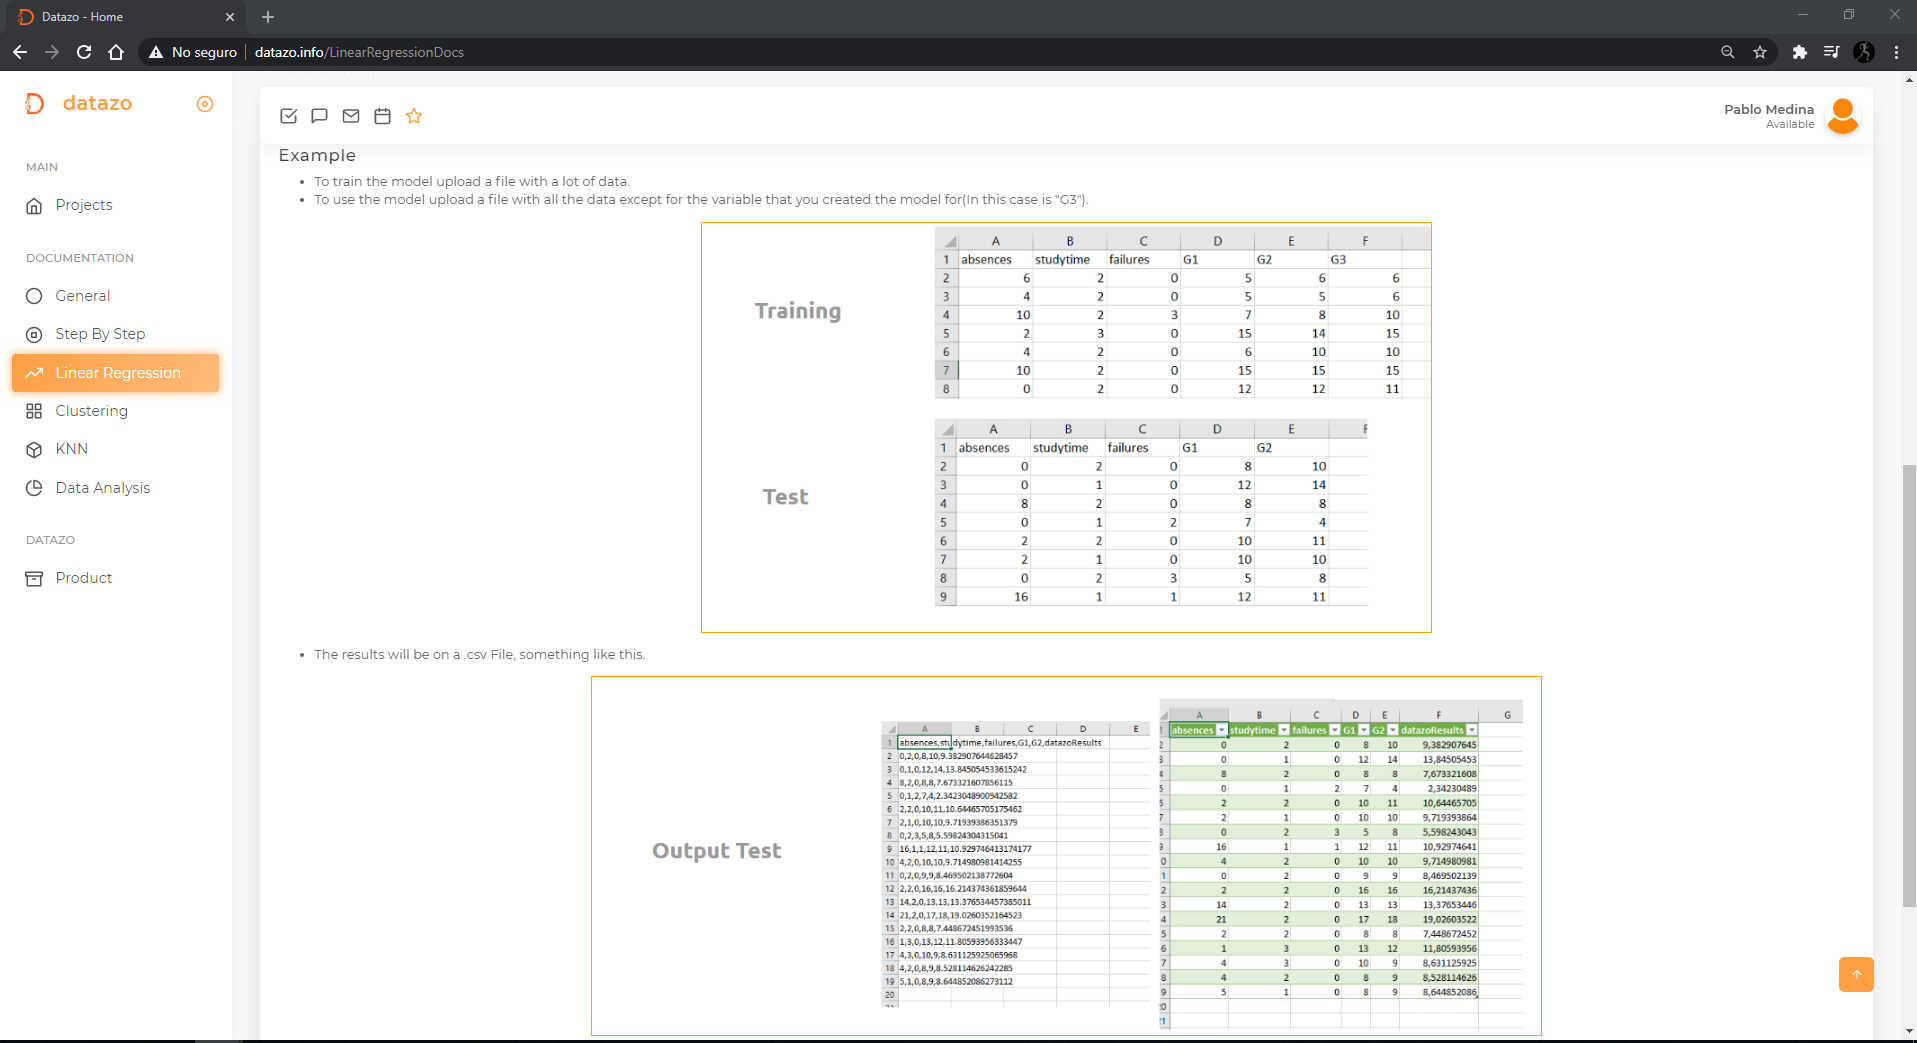 Datazo - Home
No seguro
datazo.info/LinearRegressionDocs
datazo
MAIN
Projects
DOCUMENTATION
General
Step By Step
Linear Regression
Clustering
KNN
Data Analysis
DATAZO
Product
Pablo Medina
Available
Example
To train the model upload a file with a lot of data.
To use the model upload a file with all the data except for the variable that you created the model for(In this case is "G3").
Training
A B C D E F
1 absences studytime failures G1 G2 G3
2 6 2 0 5 6 6
3 4 2 0 5 5 6
4 10 2 3 7 8 10
5 2 3 0 15 14 15
6 4 2 0 6 10 10
7 10 2 0 15 15 15
8 0 2 0 12 12 11
Test
A B C D E F
1 absences studytime failures G1 G2
2 0 2 0 8 10
3 0 1 0 12 14
4 8 2 0 8 8
5 0 1 2 7 4
6 2 2 0 10 11
7 2 1 0 10 10
8 0 2 3 5 8
9 16 1 1 12 11
The results will be on a .csv File, something like this.
Output Test
A B C D E
1 absences,studytime,failures,G1,G2,datazoResults
2 0,2,0,8,10,9.382907644628457
3 0,1,0,12,14,13.845054533615242
4 8,2,0,8,8,7.673321607856115
5 0,1,2,7,4,2.3423048900942582
6 2,2,0,10,11,10.64465705175462
7 2,1,0,10,10,9.71939386351379
8 0,2,3,5,8,5.59824304315041
9 16,1,1,12,11,10.929746413174177
10 4,2,0,10,10,9.714980981414255
11 0,2,0,9,9,8.469502138772604
12 2,2,0,16,16,16.214374361859644
13 14,2,0,13,13,13.376534457385011
14 21,2,0,17,18,19.0260352164523
15 2,2,0,8,8,7.448672451993536
16 1,3,0,13,12,11.80593956333447
17 4,3,0,10,9,8.631125925065968
18 4,2,0,8,9,8.528114626242285
19 5,1,0,8,9,8.644852086273112
20
A B C D E F G
absences studytime failures G1 G2 datazoResults
2 0 2 0 8 10 9,382907645
3 0 1 0 12 14 13,84505453
4 8 2 0 8 8 7,673321608
5 0 1 2 7 4 2,34230489
5 2 2 0 10 11 10,64465705
7 2 1 0 10 10 9,719393864
3 0 2 3 5 8 5,598243043
9 16 1 1 12 11 10,92974641
0 4 2 0 10 10 9,714980981
1 0 2 0 9 9 8,469502139
2 2 2 0 16 16 16,21437436
3 14 2 0 13 13 13,37653446
4 21 2 0 17 18 19,02603522
5 2 2 0 8 8 7,448672452
6 1 3 0 13 12 11,80593956
7 4 3 0 10 9 8,631125925
8 4 2 0 8 9 8,528114626
9 5 1 0 8 9 8,644852086
20
21